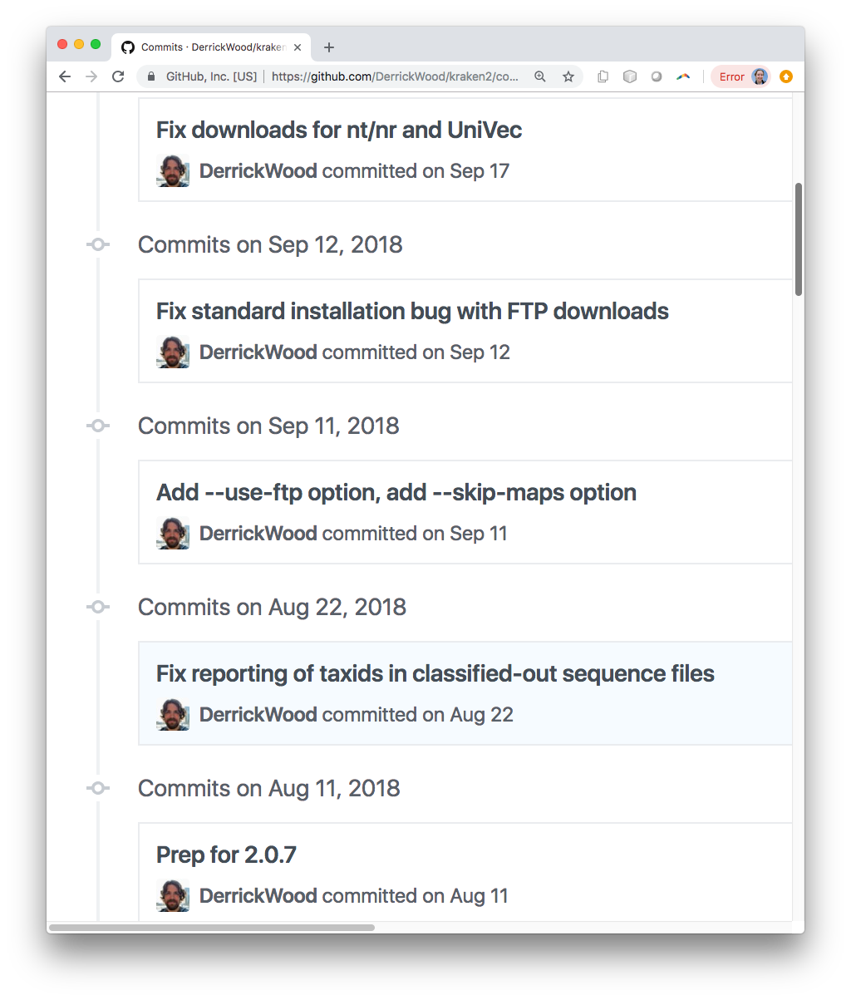 Commits · DerrickWood/kraken
GitHub, Inc. [US] | https://github.com/DerrickWood/kraken2/co...
Error
Fix downloads for nt/nr and UniVec
DerrickWood committed on Sep 17
Commits on Sep 12, 2018
Fix standard installation bug with FTP downloads
DerrickWood committed on Sep 12
Commits on Sep 11, 2018
Add --use-ftp option, add --skip-maps option
DerrickWood committed on Sep 11
Commits on Aug 22, 2018
Fix reporting of taxids in classified-out sequence files
DerrickWood committed on Aug 22
Commits on Aug 11, 2018
Prep for 2.0.7
DerrickWood committed on Aug 11